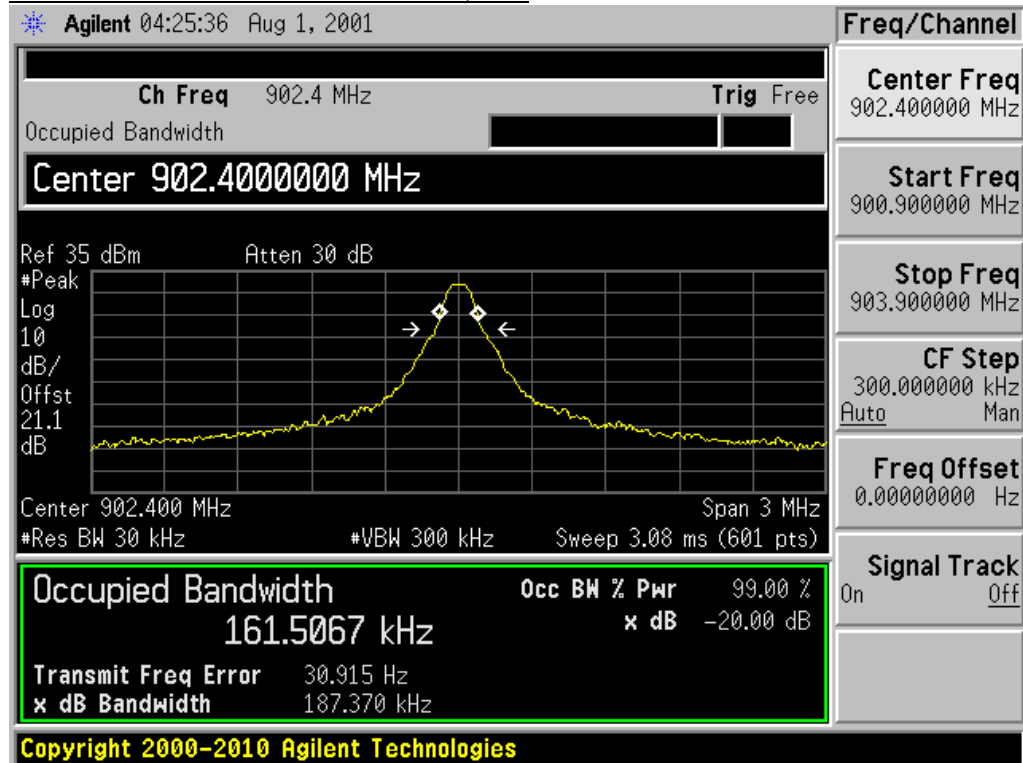 Agilent 04:25:36 Aug 1, 2001
Freq/Channel
Ch Freq 902.4 MHz
Trig Free
Occupied Bandwidth
Center 902.4000000 MHz
Ref 35 dBm
Atten 30 dB
#Peak
Log
10
dB/
Offst
21.1
dB
Center 902.400 MHz
Span 3 MHz
#Res BW 30 kHz
#VBW 300 kHz
Sweep 3.08 ms (601 pts)
Occupied Bandwidth
161.5067 kHz
Occ BW % Pwr 99.00 %
x dB -20.00 dB
Transmit Freq Error 30.915 Hz
x dB Bandwidth 187.370 kHz
Center Freq
902.400000 MHz
Start Freq
900.900000 MHz
Stop Freq
903.900000 MHz
CF Step
300.000000 kHz
Auto Man
Freq Offset
0.00000000 Hz
Signal Track
On Off
Copyright 2000-2010 Agilent Technologies